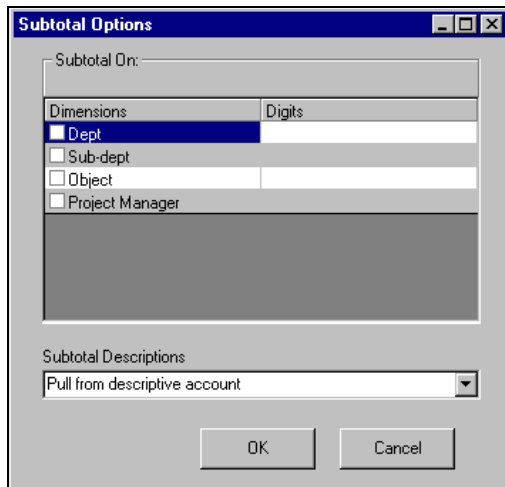 Subtotal Options
Subtotal On:
Dimensions Digits
Dept
Sub-dept
Object
Project Manager
Subtotal Descriptions
Pull from descriptive account
OK Cancel